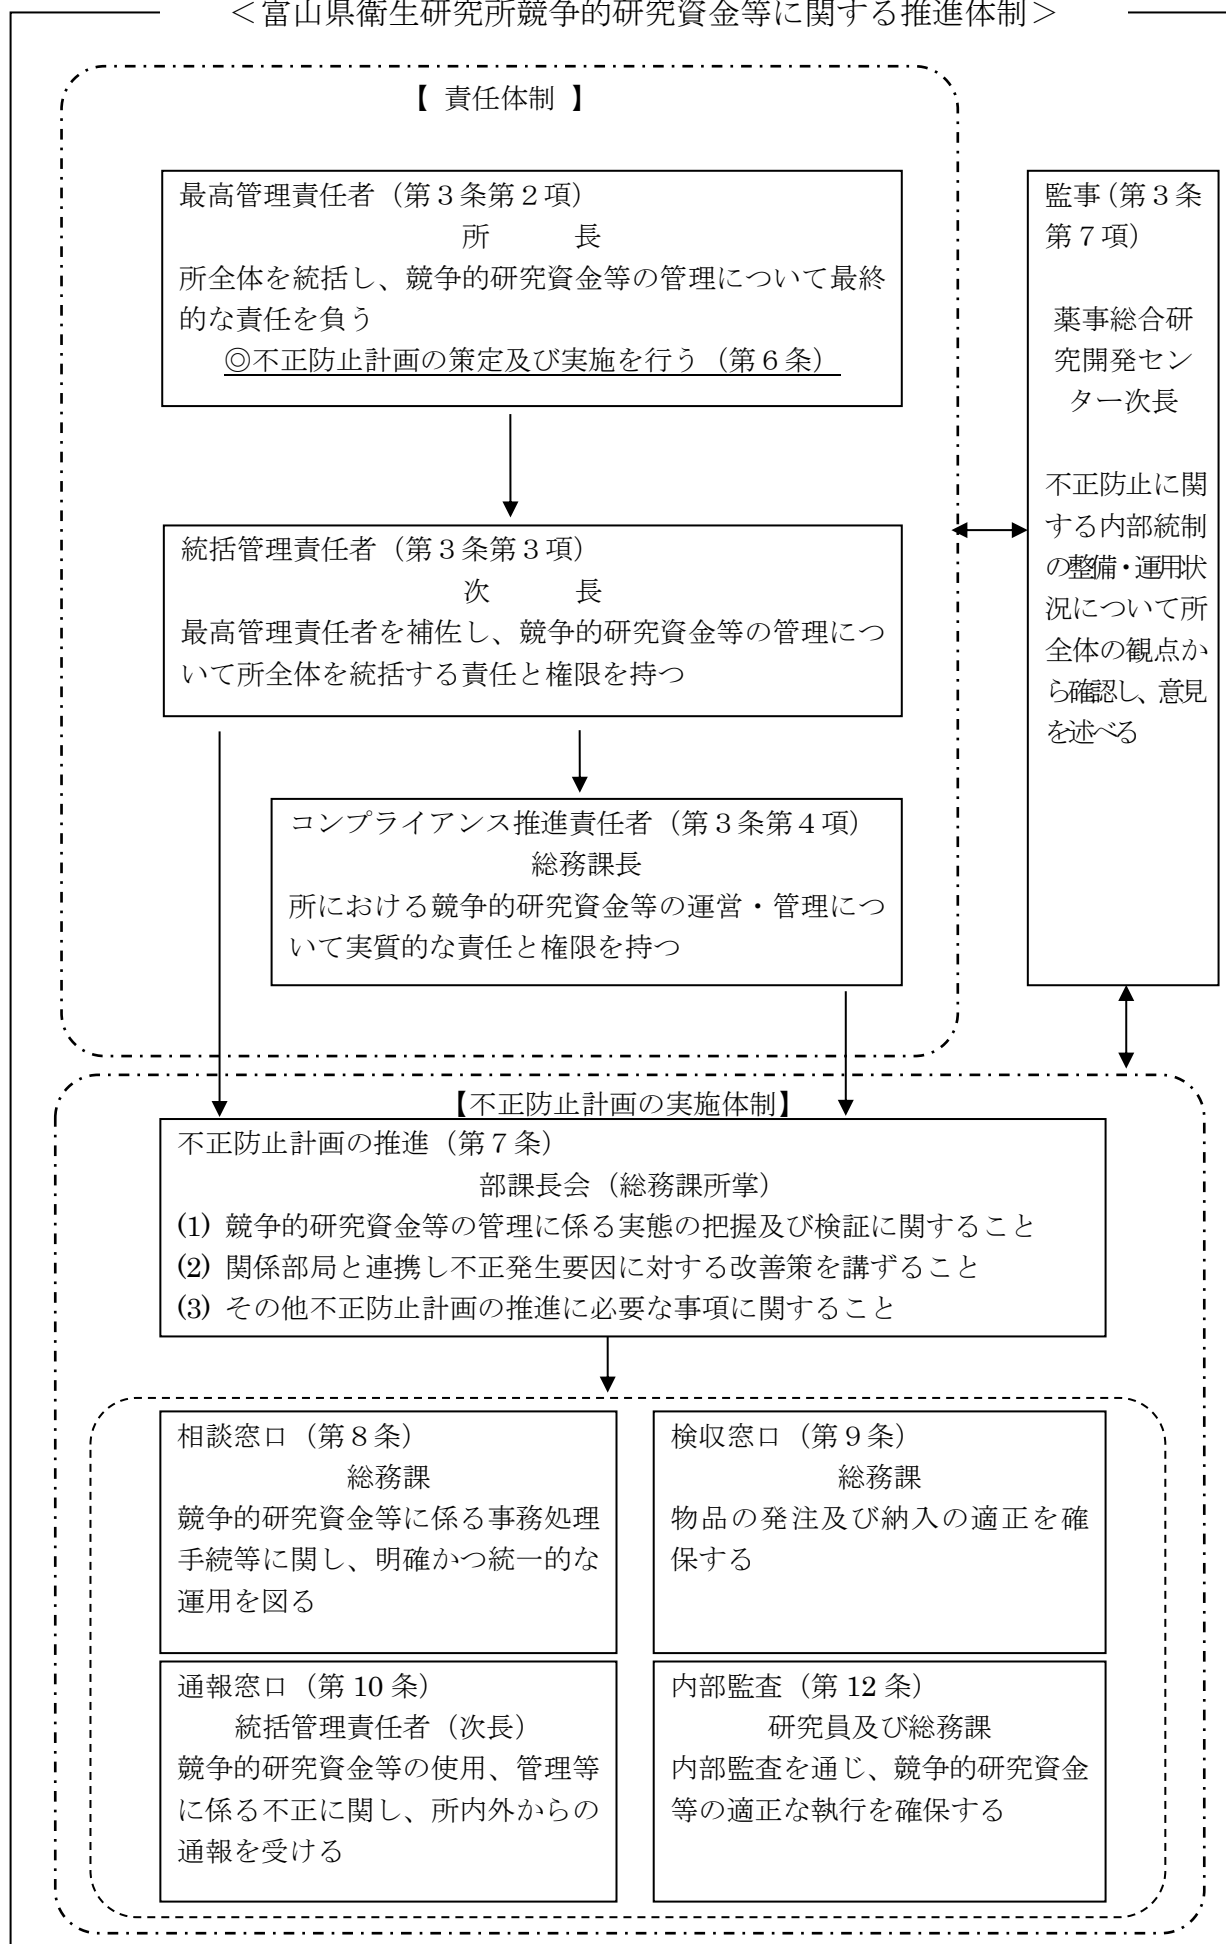 ＜富山県衛生研究所競争的研究資金等に関する推進体制＞
【 責任体制 】
最高管理責任者（第３条第２項）
所　　　長
所全体を統括し、競争的研究資金等の管理について最終
的な責任を負う
◎不正防止計画の策定及び実施を行う（第６条）
統括管理責任者（第３条第３項）
次　　　長
最高管理責任者を補佐し、競争的研究資金等の管理につ
いて所全体を統括する責任と権限を持つ
コンプライアンス推進責任者（第３条第４項）
総務課長
所における競争的研究資金等の運営・管理につ
いて実質的な責任と権限を持つ
監事（第３条
第７項）
薬事総合研
究開発セン
ター次長
不正防止に関
する内部統制
の整備・運用状
況について所
全体の観点か
ら確認し、意見
を述べる
【不正防止計画の実施体制】
不正防止計画の推進（第７条）
部課長会（総務課所掌）
(1) 競争的研究資金等の管理に係る実態の把握及び検証に関すること
(2) 関係部局と連携し不正発生要因に対する改善策を講ずること
(3) その他不正防止計画の推進に必要な事項に関すること
相談窓口（第８条）
総務課
競争的研究資金等に係る事務処理
手続等に関し、明確かつ統一的な
運用を図る
検収窓口（第９条）
総務課
物品の発注及び納入の適正を確
保する
通報窓口（第 10 条）
統括管理責任者（次長）
競争的研究資金等の使用、管理等
に係る不正に関し、所内外からの
通報を受ける
内部監査（第 12 条）
研究員及び総務課
内部監査を通じ、競争的研究資金
等の適正な執行を確保する